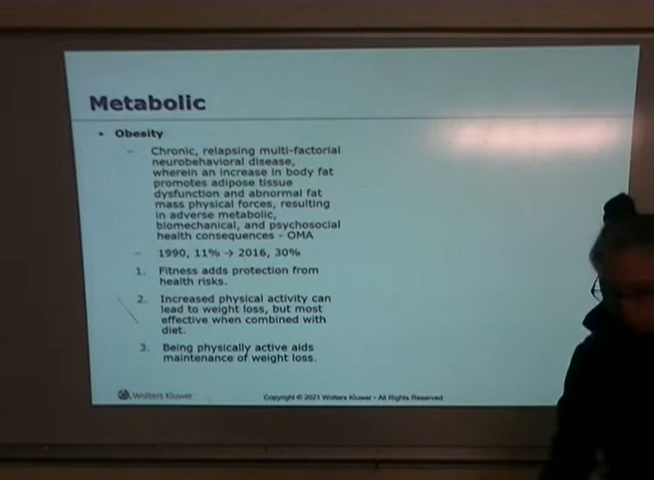 Metabolic
• Obesity
– Chronic, relapsing multi-factorial
neurobehavioral disease,
wherein an increase in body fat
promotes adipose tissue
dysfunction and abnormal fat
mass physical forces, resulting
in adverse metabolic,
biomechanical, and psychosocial
health consequences - OMA
– 1990, 11% → 2016, 30%
1. Fitness adds protection from
health risks.
2. Increased physical activity can
lead to weight loss, but most
effective when combined with
diet.
3. Being physically active aids
maintenance of weight loss.
Wolters Kluwer
Copyright © 2021 Wolters Kluwer - All Rights Reserved